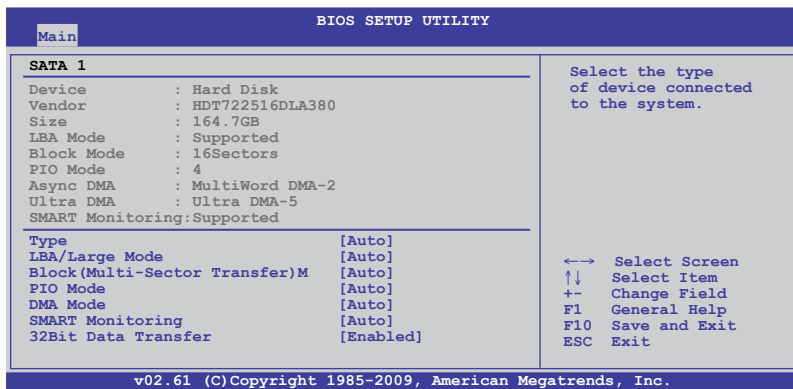 BIOS SETUP UTILITY
Main
SATA 1
Device : Hard Disk
Vendor : HDT722516DLA380
Size : 164.7GB
LBA Mode : Supported
Block Mode : 16Sectors
PIO Mode : 4
Async DMA : MultiWord DMA-2
Ultra DMA : Ultra DMA-5
SMART Monitoring:Supported
Type [Auto]
LBA/Large Mode [Auto]
Block(Multi-Sector Transfer)M [Auto]
PIO Mode [Auto]
DMA Mode [Auto]
SMART Monitoring [Auto]
32Bit Data Transfer [Enabled]
Select the type
of device connected
to the system.
←→ Select Screen
↑↓ Select Item
+- Change Field
F1 General Help
F10 Save and Exit
ESC Exit
v02.61 (C)Copyright 1985-2009, American Megatrends, Inc.